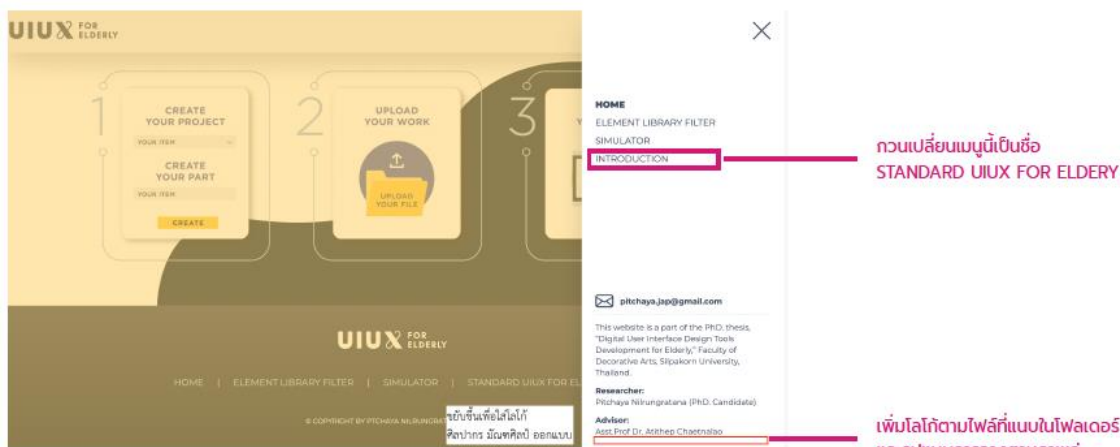 UIUX FOR ELDERLY
1
CREATE
YOUR PROJECT
YOUR ITEM
CREATE
YOUR PART
YOUR ITEM
CREATE
2
UPLOAD
YOUR WORK
UPLOAD
YOUR FILE
3
HOME
ELEMENT LIBRARY FILTER
SIMULATOR
INTRODUCTION
กวนเปลี่ยนเมนูนี้เป็นชื่อ
STANDARD UIUX FOR ELDERY
pitchaya.jap@gmail.com
This website is a part of the PhD. thesis,
"Digital User Interface Design Tools
Development for Elderly," Faculty of
Decorative Arts, Silpakorn University,
Thailand.
Researcher:
Pitchaya Nilrungratana (PhD. Candidate)
Advisor:
Asst.Prof Dr. Atithep Chaetnalao
UIUX FOR ELDERLY
HOME | ELEMENT LIBRARY FILTER | SIMULATOR | STANDARD UIUX FOR EL
© COPYRIGHT BY PITCHAYA NILRUNGRAT
ขยับขึ้นเพื่อใส่โลโก้
ศิลปากร มัณฑศิลป์ ออกแบบ
เพิ่มโลโก้ตามไฟล์ที่แนบในโฟลเดอร์